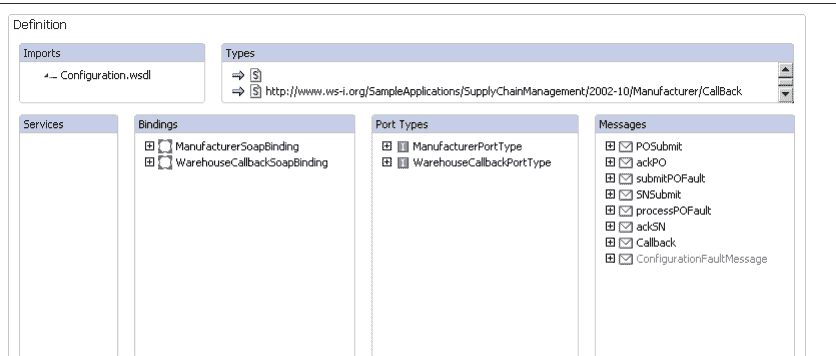 Definition
Imports
Configuration.wsdl
Types
S
S http://www.ws-i.org/SampleApplications/SupplyChainManagement/2002-10/Manufacturer/CallBack
Services
Bindings
ManufacturerSoapBinding
WarehouseCallbackSoapBinding
Port Types
ManufacturerPortType
WarehouseCallbackPortType
Messages
POSubmit
ackPO
submitPOFault
SNSubmit
processPOFault
ackSN
Callback
ConfigurationFaultMessage